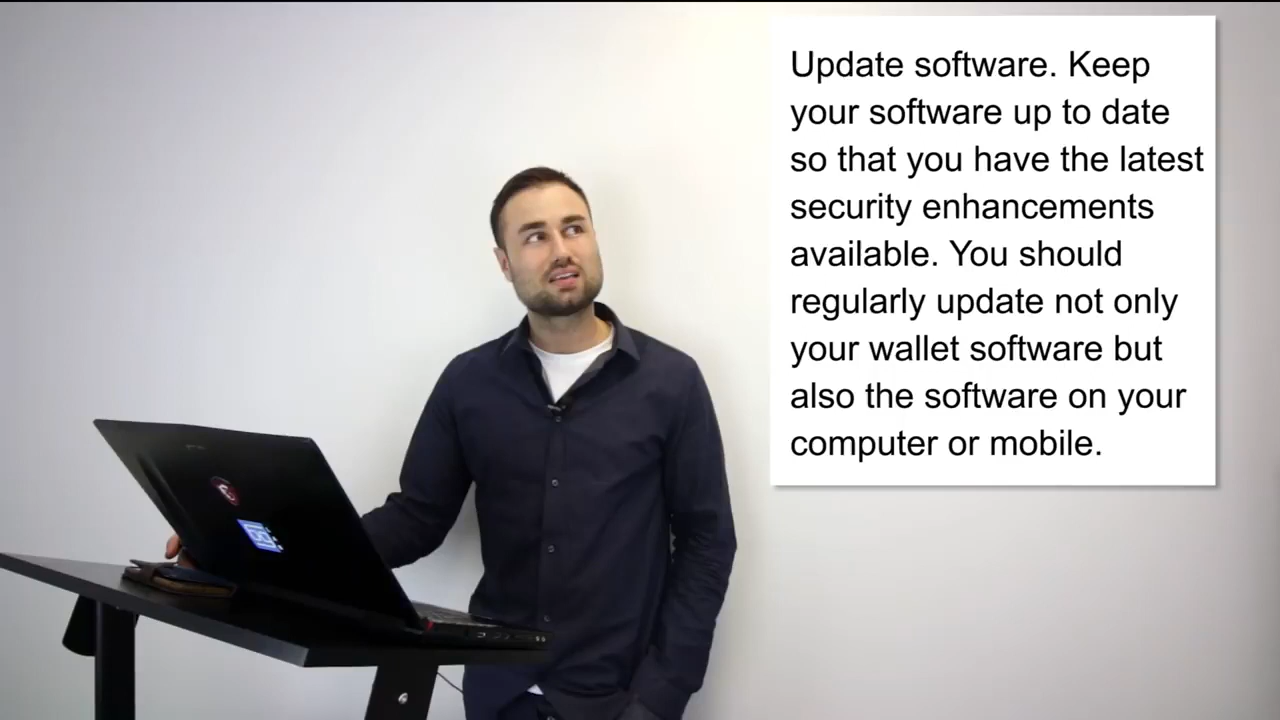 Update software. Keep
your software up to date
so that you have the latest
security enhancements
available. You should
regularly update not only
your wallet software but
also the software on your
computer or mobile.